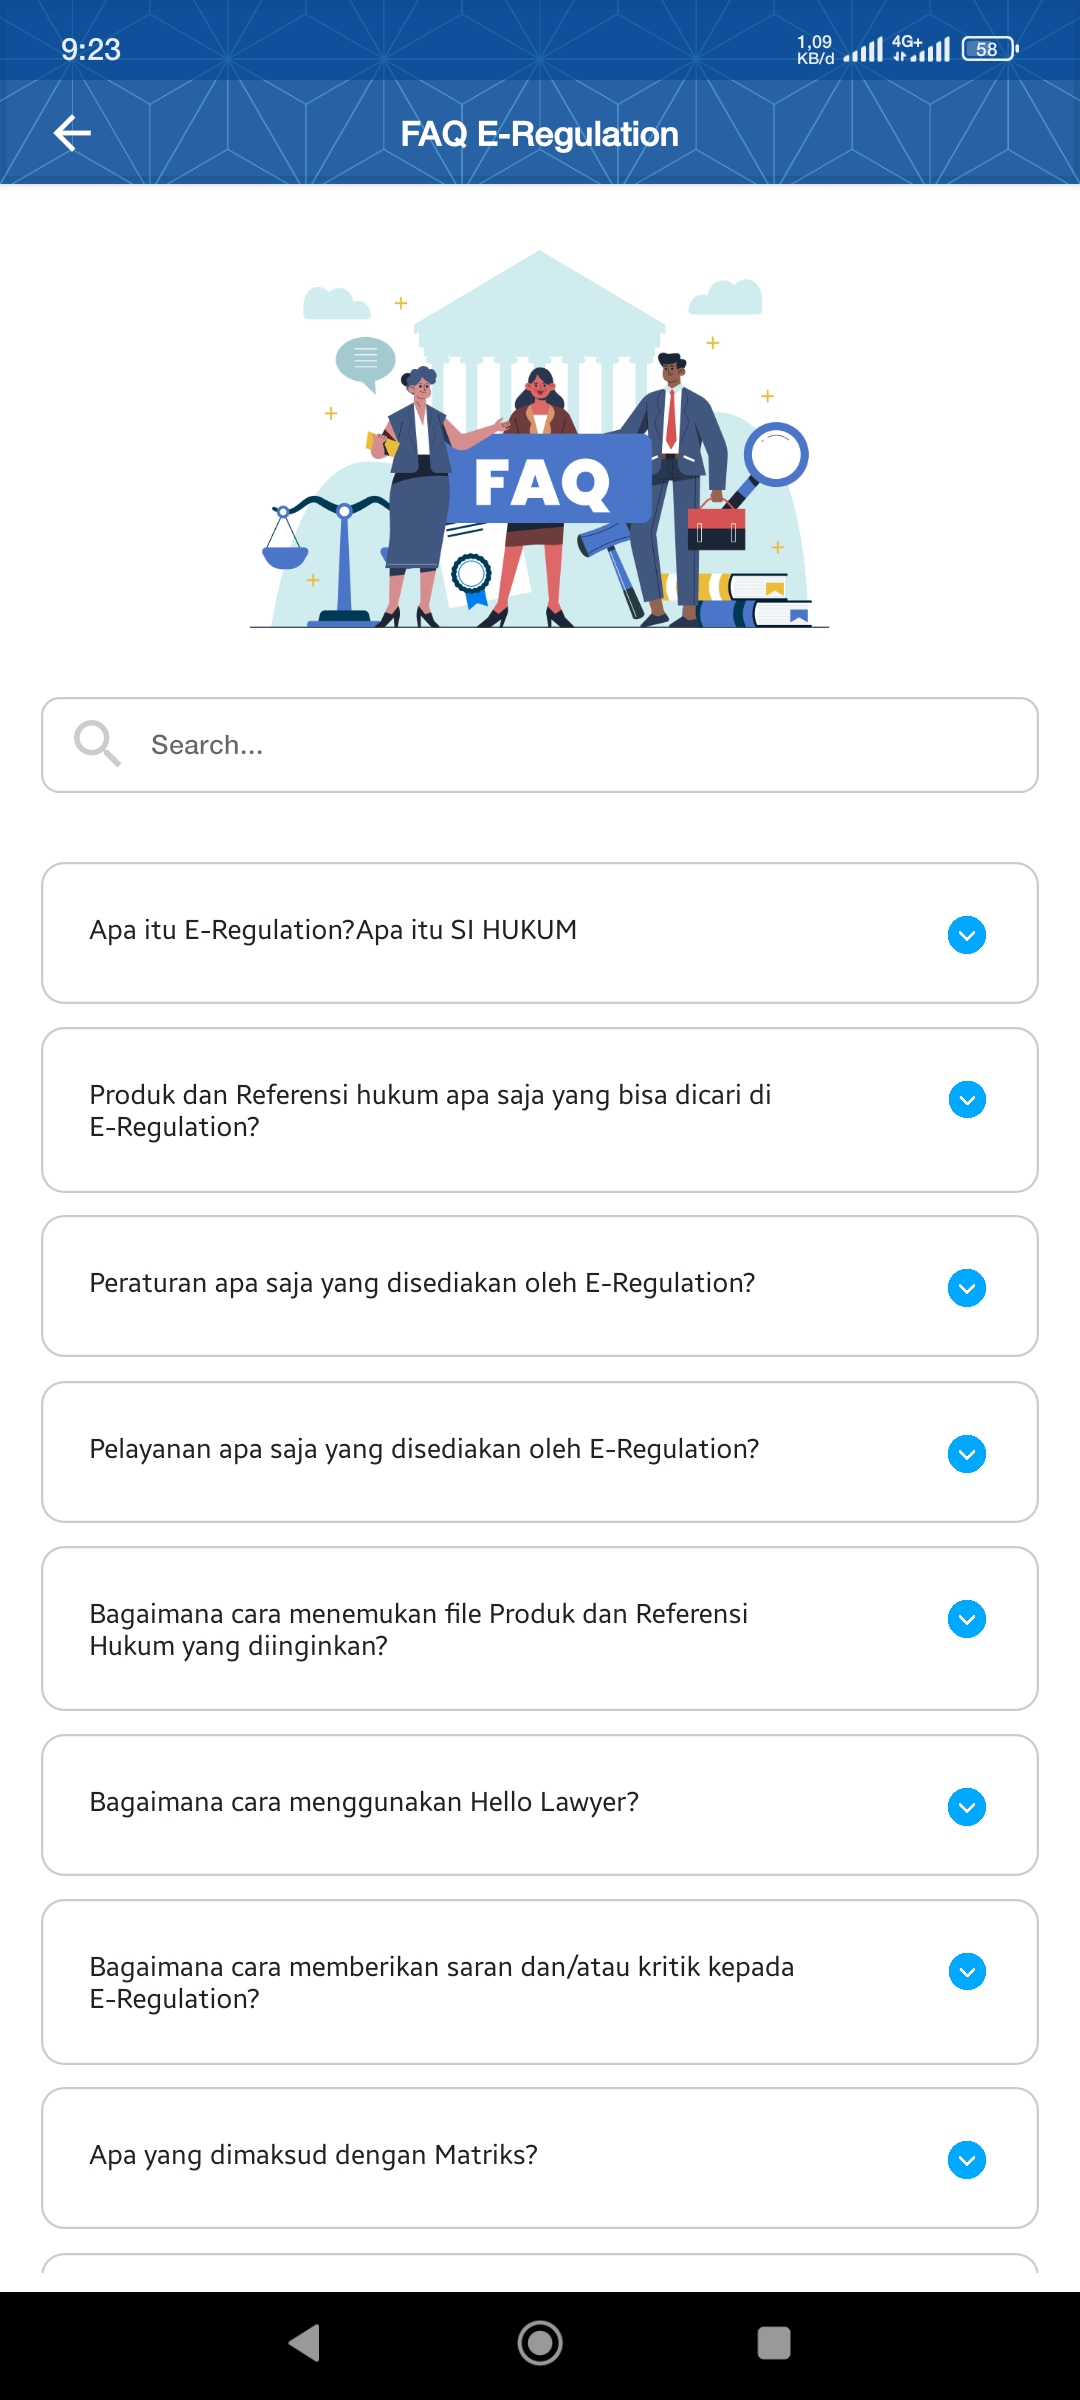 9:23
1,09
KB/d
4G+
58
FAQ E-Regulation
FAQ
Search...
Apa itu E-Regulation?Apa itu SI HUKUM
Produk dan Referensi hukum apa saja yang bisa dicari di
E-Regulation?
Peraturan apa saja yang disediakan oleh E-Regulation?
Pelayanan apa saja yang disediakan oleh E-Regulation?
Bagaimana cara menemukan file Produk dan Referensi
Hukum yang diinginkan?
Bagaimana cara menggunakan Hello Lawyer?
Bagaimana cara memberikan saran dan/atau kritik kepada
E-Regulation?
Apa yang dimaksud dengan Matriks?